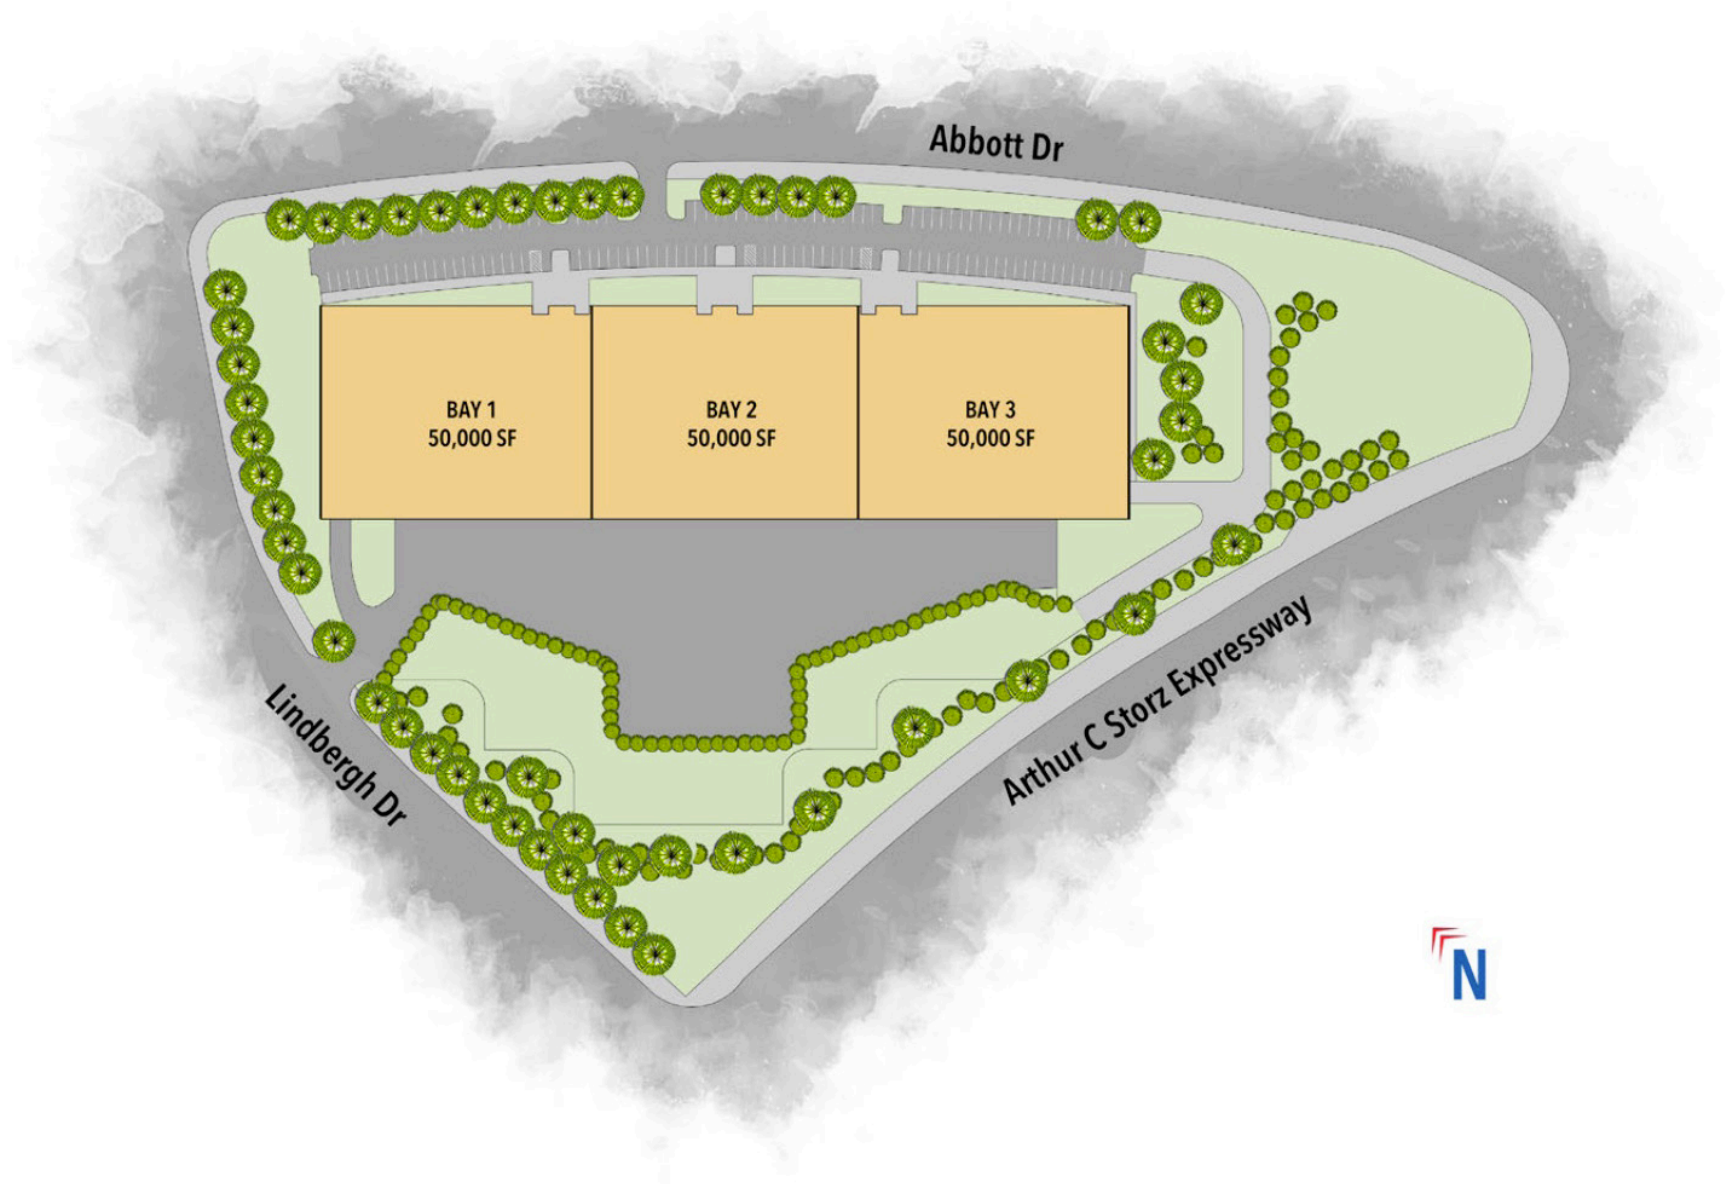 Abbott Dr
BAY 1
50,000 SF
BAY 2
50,000 SF
BAY 3
50,000 SF
Lindbergh Dr
Arthur C Storz Expressway
N